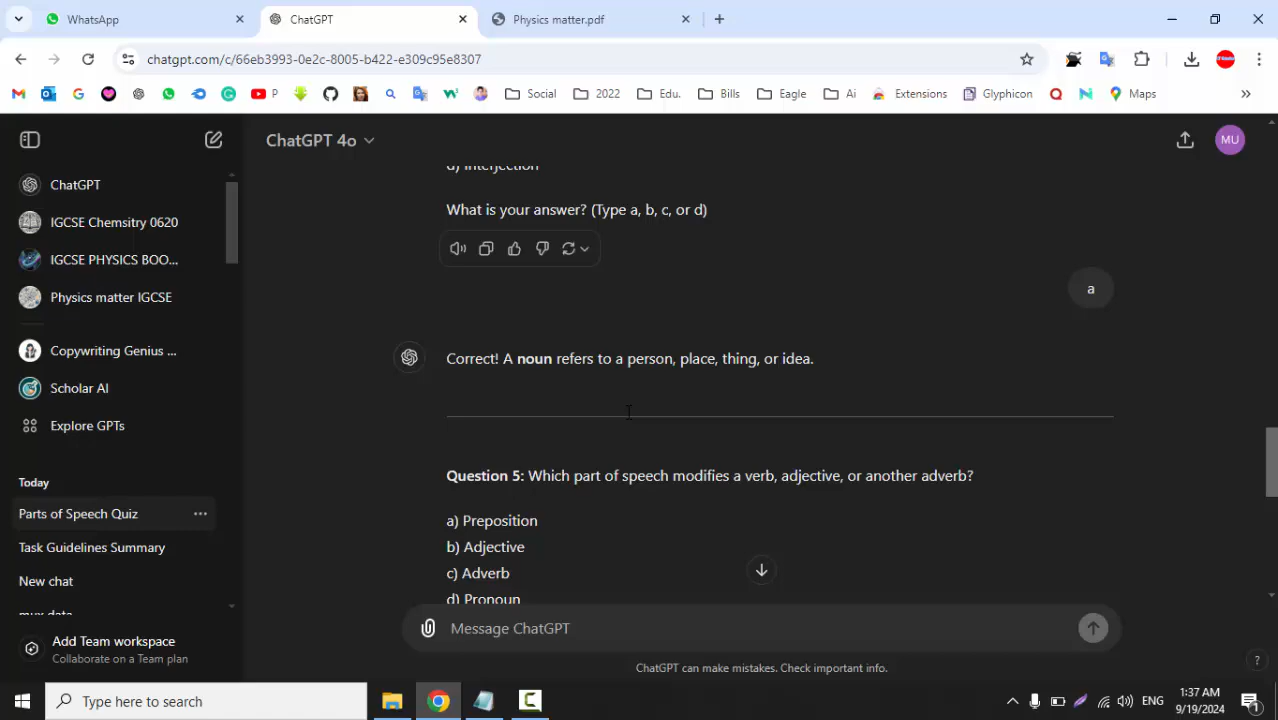 WhatsApp
ChatGPT
Physics matter.pdf
chatgpt.com/c/66eb3993-0e2c-8005-b422-e309c95e8307
P
Social
2022
Edu.
Bills
Eagle
Ai
Extensions
Glyphicon
Maps
ChatGPT 4o
MU
ChatGPT
IGCSE Chemsitry 0620
IGCSE PHYSICS BOO...
Physics matter IGCSE
Copywriting Genius ...
Scholar AI
Explore GPTs
Today
Parts of Speech Quiz
Task Guidelines Summary
New chat
mux data
Add Team workspace
Collaborate on a Team plan
d) Interjection
What is your answer? (Type a, b, c, or d)
a
Correct! A noun refers to a person, place, thing, or idea.
Question 5: Which part of speech modifies a verb, adjective, or another adverb?
a) Preposition
b) Adjective
c) Adverb
d) Pronoun
Message ChatGPT
ChatGPT can make mistakes. Check important info.
?
Type here to search
ENG
1:37 AM
9/19/2024